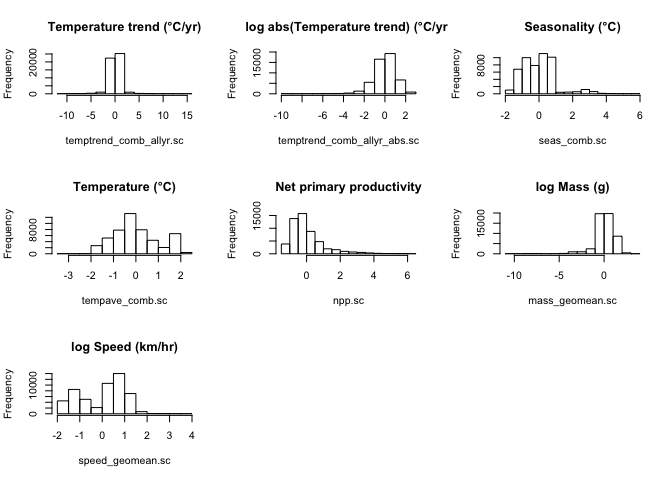 Temperature trend (°C/yr)
Frequency
0 20000
-10 -5 0 5 10 15
temptrend_comb_allyr.sc
log abs(Temperature trend) (°C/yr
Frequency
0 15000
-10 -6 -4 -2 0 2
temptrend_comb_allyr_abs.sc
Seasonality (°C)
Frequency
0 8000
-2 0 2 4 6
seas_comb.sc
Temperature (°C)
Frequency
0 8000
-3 -2 -1 0 1 2
tempave_comb.sc
Net primary productivity
Frequency
0 15000
0 2 4 6
npp.sc
log Mass (g)
Frequency
0 15000
-10 -5 0
mass_geomean.sc
log Speed (km/hr)
Frequency
0 10000
-2 -1 0 1 2 3 4
speed_geomean.sc